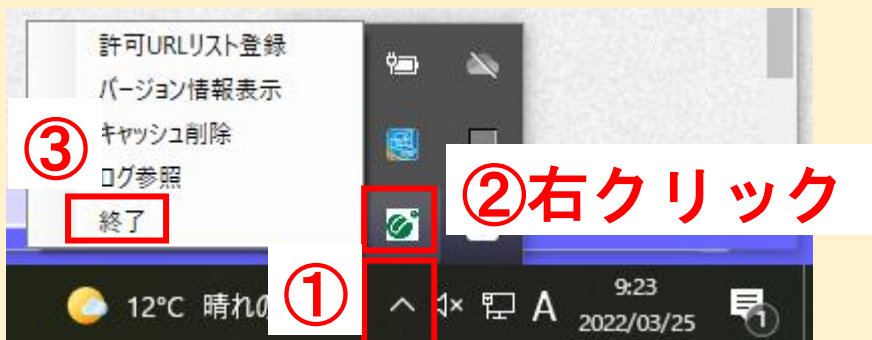 許可URLリスト登録
バージョン情報表示
③
キャッシュ削除
ログ参照
終了
②右クリック
①
12°C 晴れの
A
9:23
2022/03/25
1